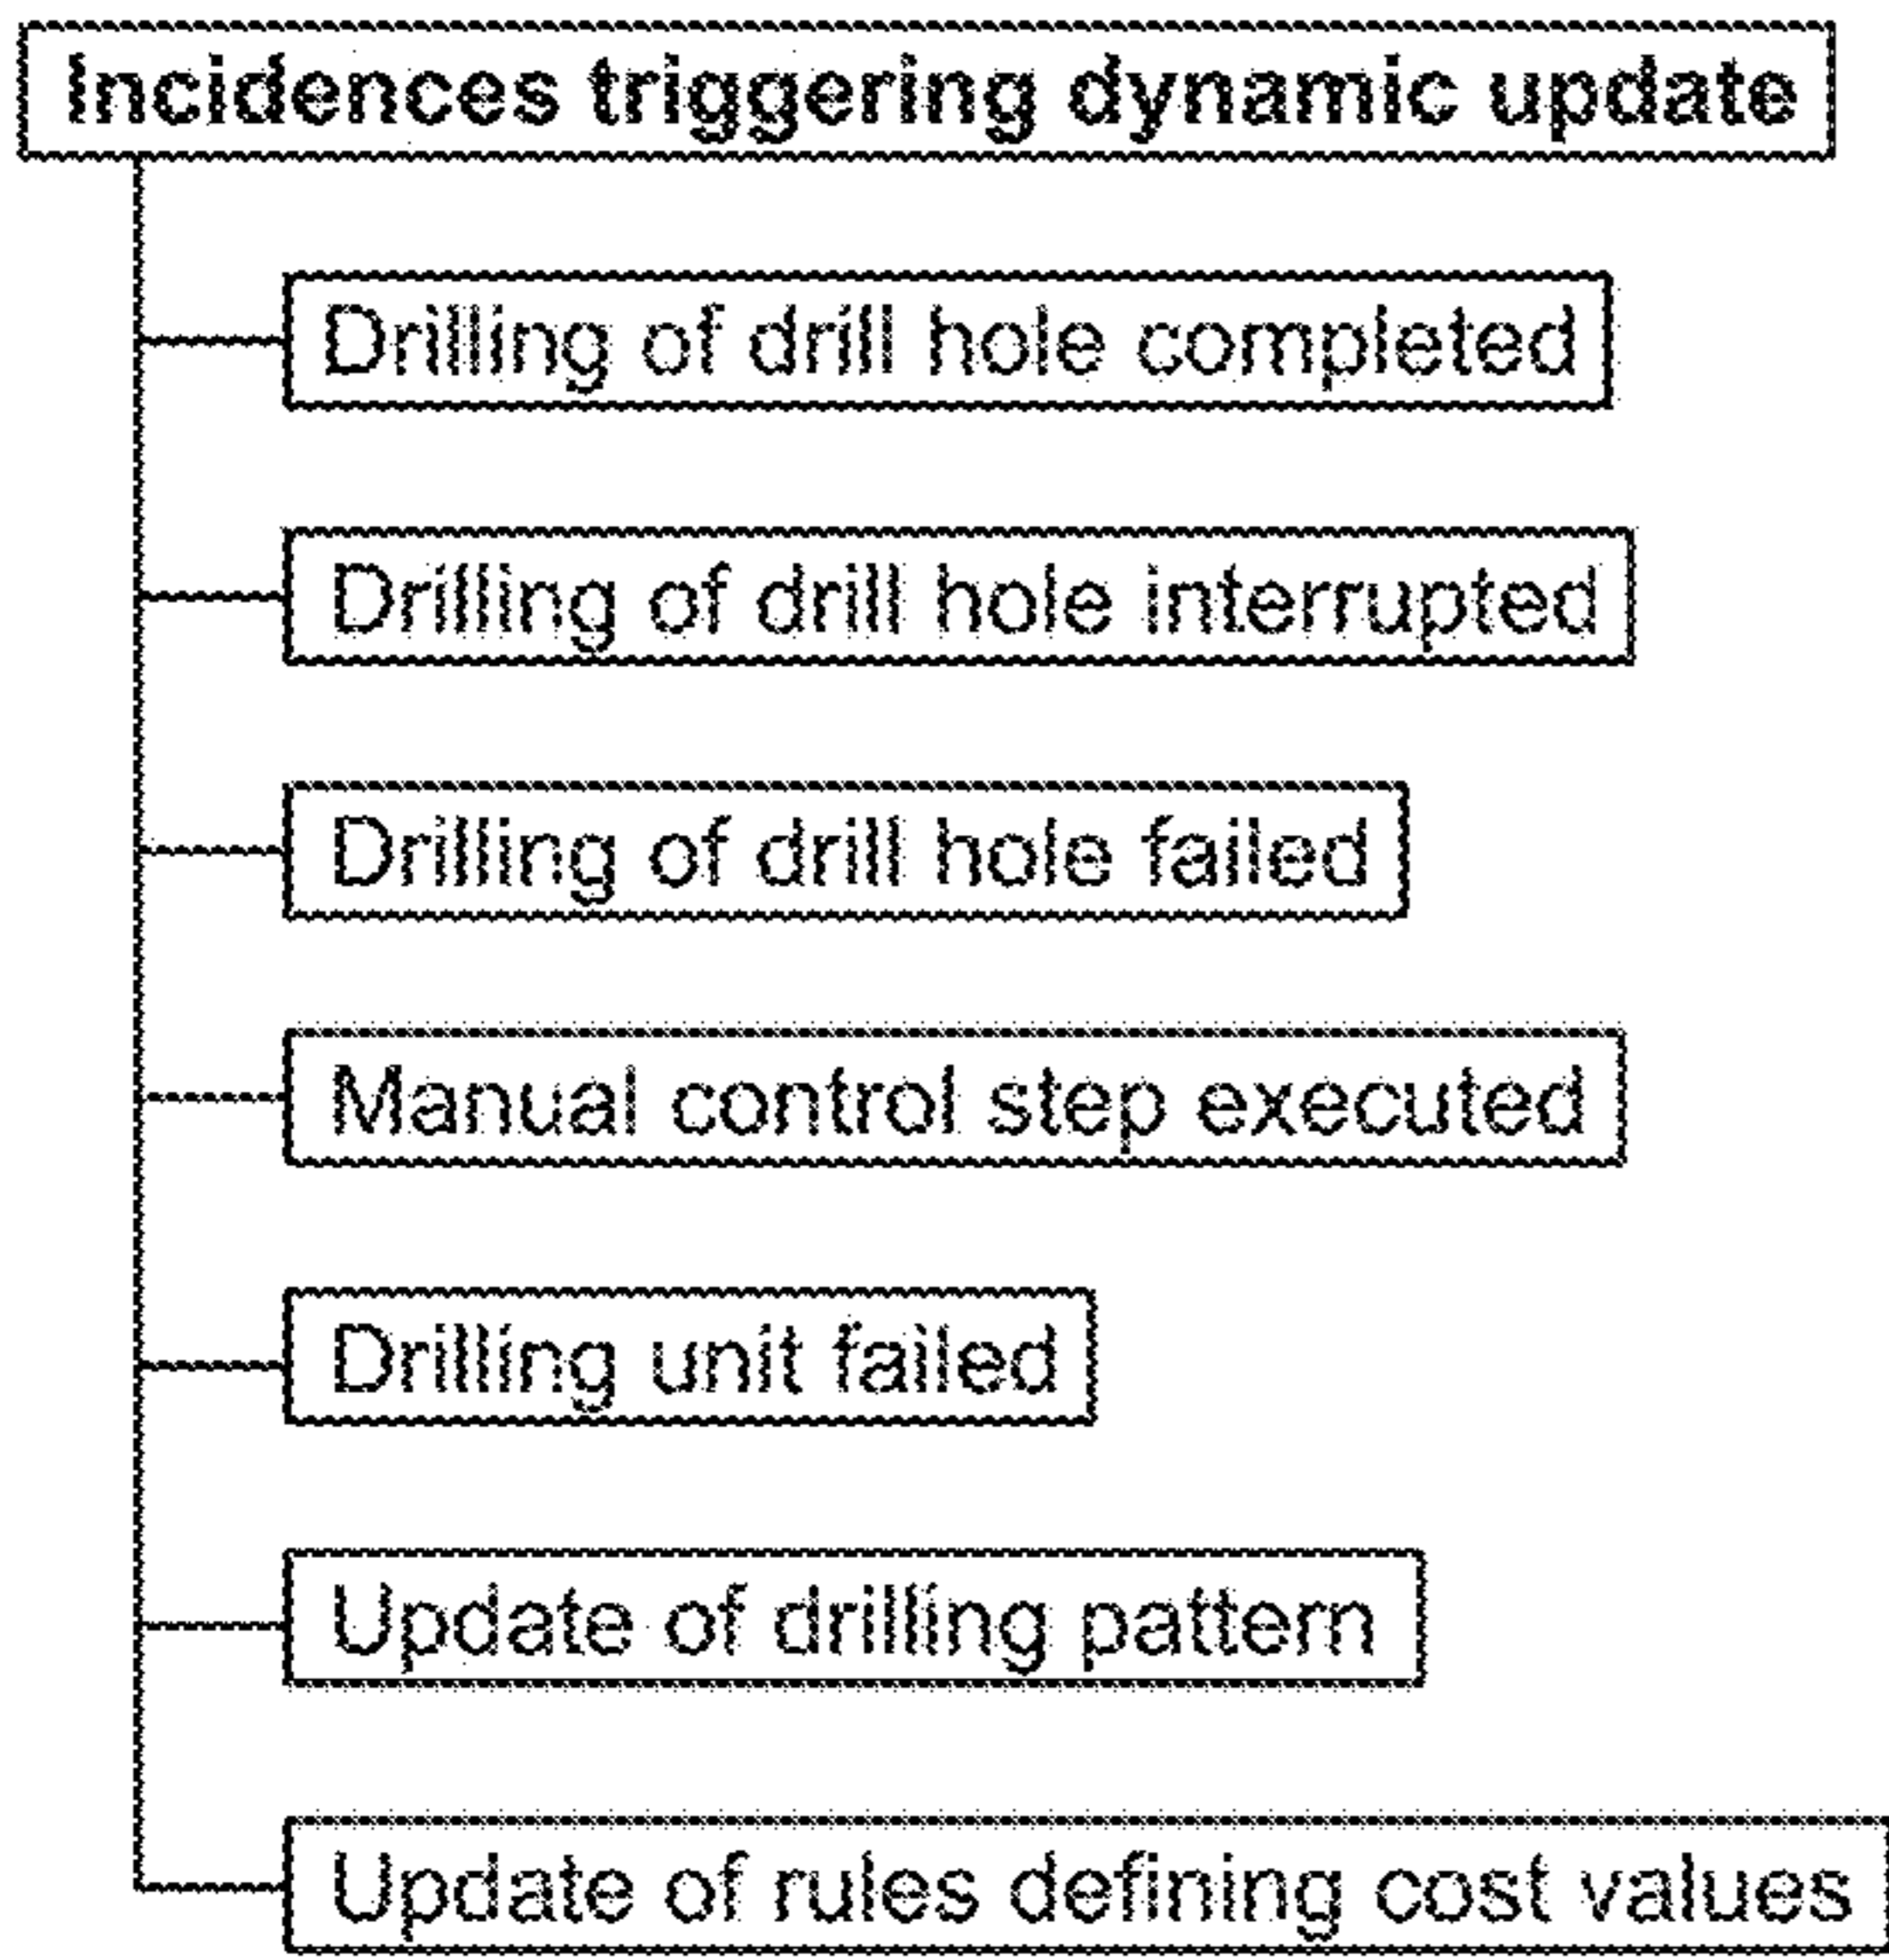 Incidences triggering dynamic update
Drilling of drill hole completed
Drilling of drill hole interrupted
Drilling of drill hole failed
Manual control step executed
Drilling unit failed
Update of drilling pattern
Update of rules defining cost values